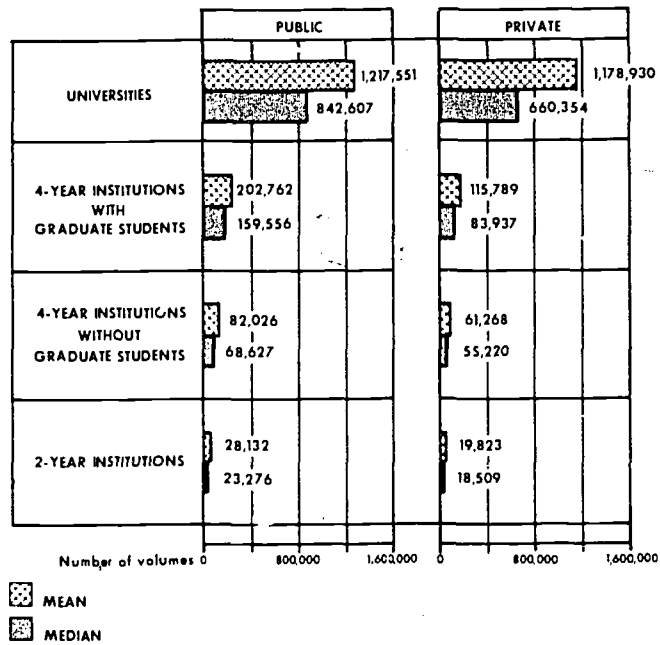 PUBLIC PRIVATE
UNIVERSITIES
1,217,551 1,178,930
842,607 660,354
4-YEAR INSTITUTIONS
WITH
GRADUATE STUDENTS
202,762 115,789
159,556 83,937
4-YEAR INSTITUTIONS
WITHOUT
GRADUATE STUDENTS
82,026 61,268
68,627 55,220
2-YEAR INSTITUTIONS
28,132 19,823
23,276 18,509
Number of volumes 0 800,000 1,600,000 0 800,000 1,600,000
MEAN
MEDIAN